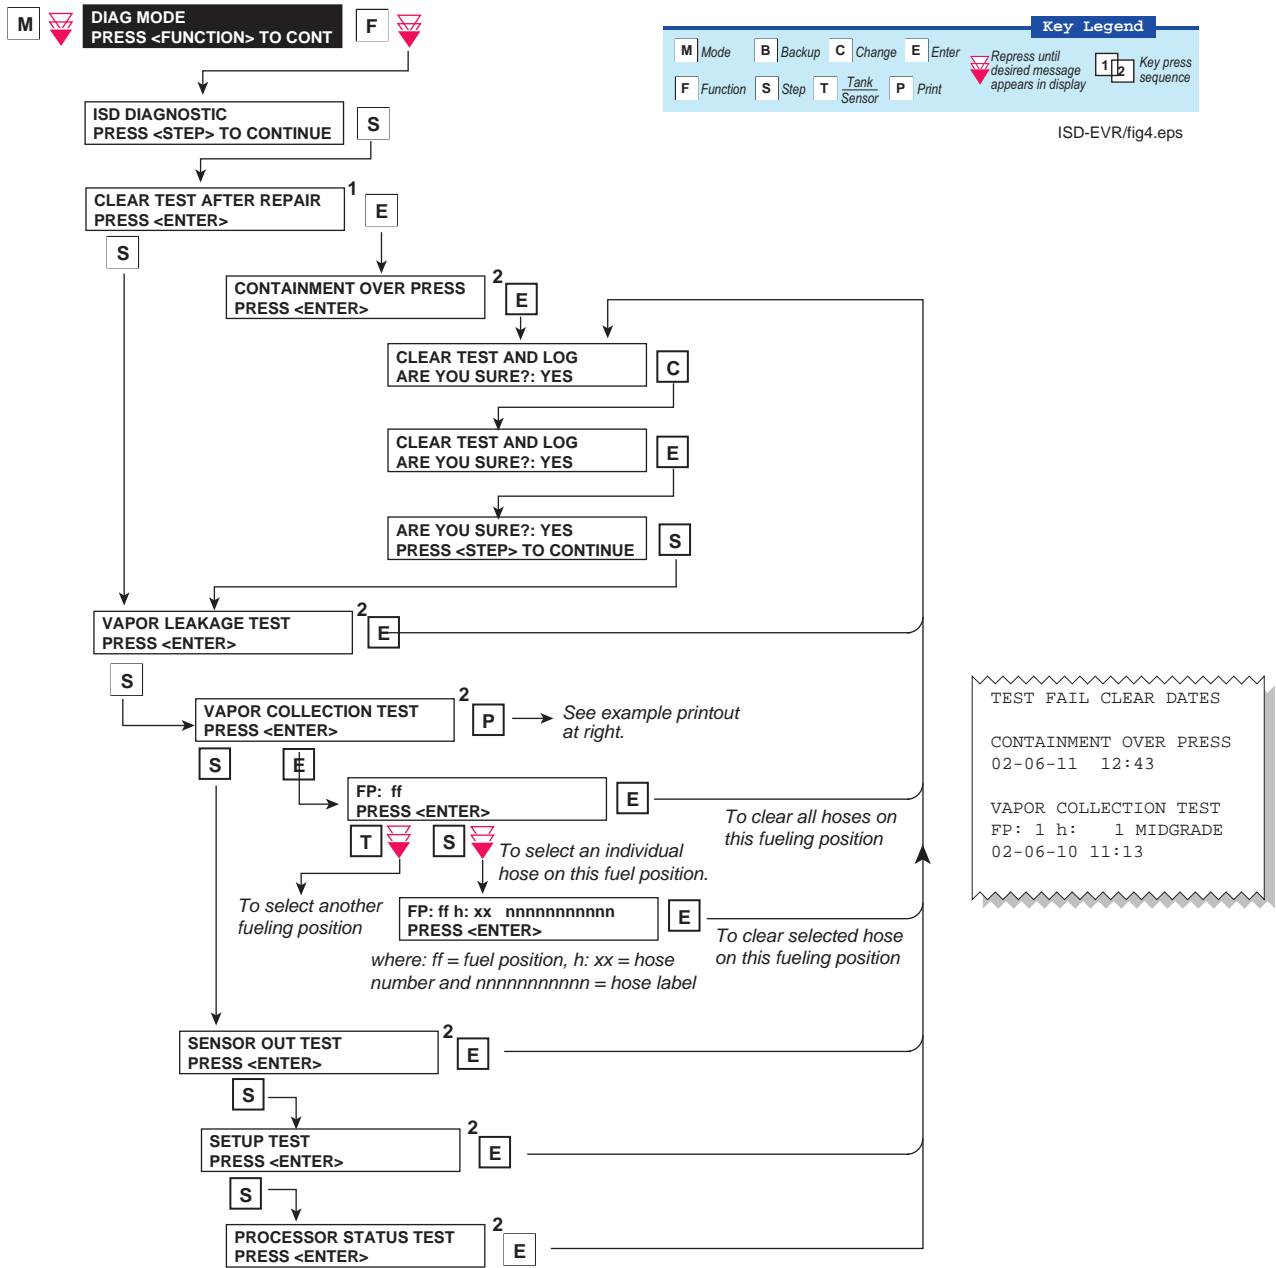 M
DIAG MODE
PRESS <FUNCTION> TO CONT
F
Key Legend
M Mode B Backup C Change E Enter
F Function S Step T Tank
Sensor P Print
Repress until
desired message
appears in display
1 2
Key press
sequence
ISD-EVR/fig4.eps
ISD DIAGNOSTIC
PRESS <STEP> TO CONTINUE
S
CLEAR TEST AFTER REPAIR
PRESS <ENTER>
1
E
S
CONTAINMENT OVER PRESS
PRESS <ENTER>
2
E
CLEAR TEST AND LOG
ARE YOU SURE?: YES
C
CLEAR TEST AND LOG
ARE YOU SURE?: YES
E
ARE YOU SURE?: YES
PRESS <STEP> TO CONTINUE
S
VAPOR LEAKAGE TEST
PRESS <ENTER>
2
E
S
VAPOR COLLECTION TEST
PRESS <ENTER>
2
P
See example printout
at right.
S
E
FP: ff
PRESS <ENTER>
E
To clear all hoses on
this fueling position
T
S
To select an individual
hose on this fuel position.
To select another
fueling position
FP: ff h: xx nnnnnnnnnnn
PRESS <ENTER>
E
To clear selected hose
on this fueling position
where: ff = fuel position, h: xx = hose
number and nnnnnnnnnnn = hose label
TEST FAIL CLEAR DATES
CONTAINMENT OVER PRESS
02-06-11 12:43
VAPOR COLLECTION TEST
FP: 1 h: 1 MIDGRADE
02-06-10 11:13
SENSOR OUT TEST
PRESS <ENTER>
2
E
S
SETUP TEST
PRESS <ENTER>
2
E
S
PROCESSOR STATUS TEST
PRESS <ENTER>
2
E